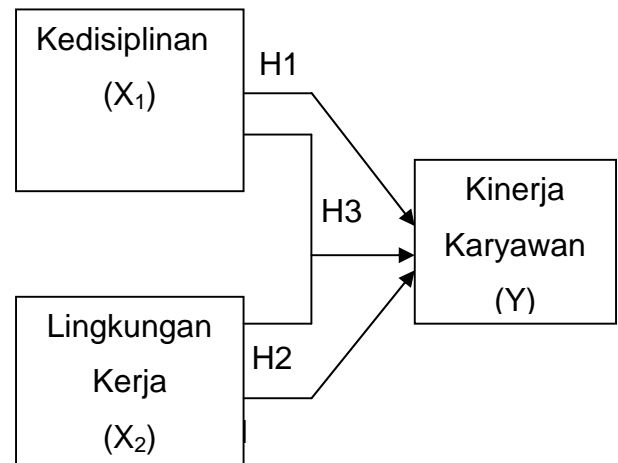 Kedisiplinan
(X₁)
H1
H3
Kinerja
Karyawan
(Y)
Lingkungan
Kerja
(X₂)
H2